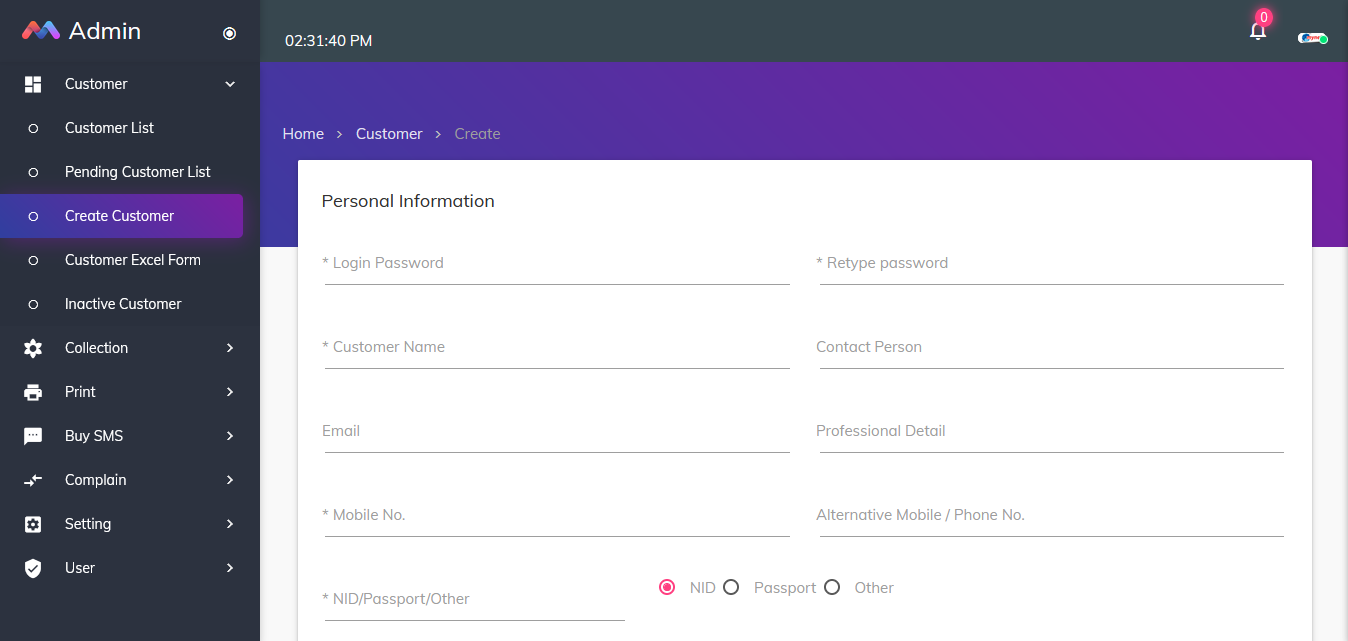 Admin
02:31:40 PM
0
Customer
Customer List
Pending Customer List
Create Customer
Customer Excel Form
Inactive Customer
Collection
Print
Buy SMS
Complain
Setting
User
Home > Customer > Create
Personal Information
* Login Password
* Retype password
* Customer Name
Contact Person
Email
Professional Detail
* Mobile No.
Alternative Mobile / Phone No.
* NID/Passport/Other
NID Passport Other